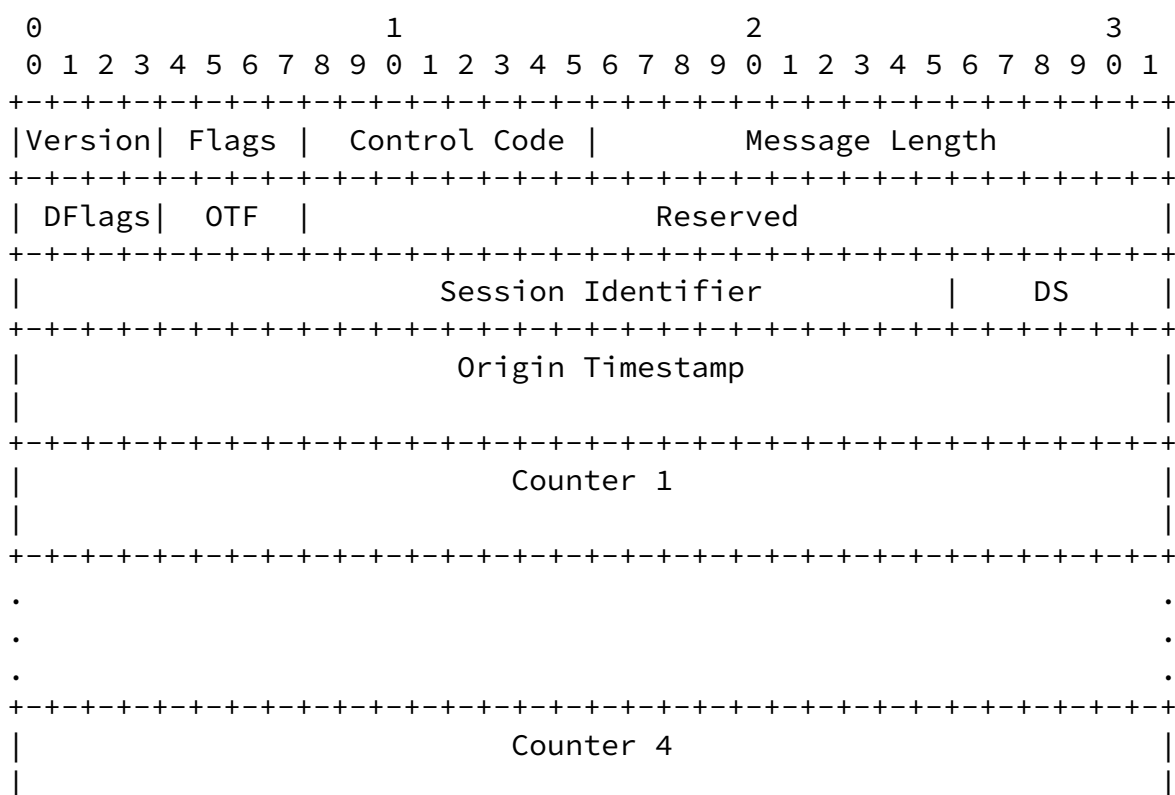 0                   1                   2                   3
 0 1 2 3 4 5 6 7 8 9 0 1 2 3 4 5 6 7 8 9 0 1 2 3 4 5 6 7 8 9 0 1
+-+-+-+-+-+-+-+-+-+-+-+-+-+-+-+-+-+-+-+-+-+-+-+-+-+-+-+-+-+-+-+-+
|Version| Flags |  Control Code |        Message Length         |
+-+-+-+-+-+-+-+-+-+-+-+-+-+-+-+-+-+-+-+-+-+-+-+-+-+-+-+-+-+-+-+-+
| DFlags|  OTF  |                   Reserved                    |
+-+-+-+-+-+-+-+-+-+-+-+-+-+-+-+-+-+-+-+-+-+-+-+-+-+-+-+-+-+-+-+-+
|                       Session Identifier          |    DS     |
+-+-+-+-+-+-+-+-+-+-+-+-+-+-+-+-+-+-+-+-+-+-+-+-+-+-+-+-+-+-+-+-+
|                        Origin Timestamp                       |
|                                                               |
+-+-+-+-+-+-+-+-+-+-+-+-+-+-+-+-+-+-+-+-+-+-+-+-+-+-+-+-+-+-+-+-+
|                           Counter 1                           |
|                                                               |
+-+-+-+-+-+-+-+-+-+-+-+-+-+-+-+-+-+-+-+-+-+-+-+-+-+-+-+-+-+-+-+-+
.                                                               .
.                                                               .
.                                                               .
+-+-+-+-+-+-+-+-+-+-+-+-+-+-+-+-+-+-+-+-+-+-+-+-+-+-+-+-+-+-+-+-+
|                           Counter 4                           |
|                                                               |